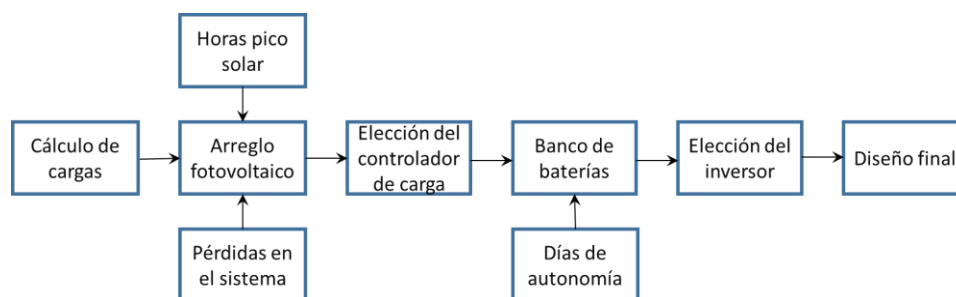 Horas pico
solar
Cálculo de
cargas
Arreglo
fotovoltaico
Elección del
controlador
de carga
Banco de
baterías
Elección del
inversor
Diseño final
Pérdidas en
el sistema
Días de
autonomía